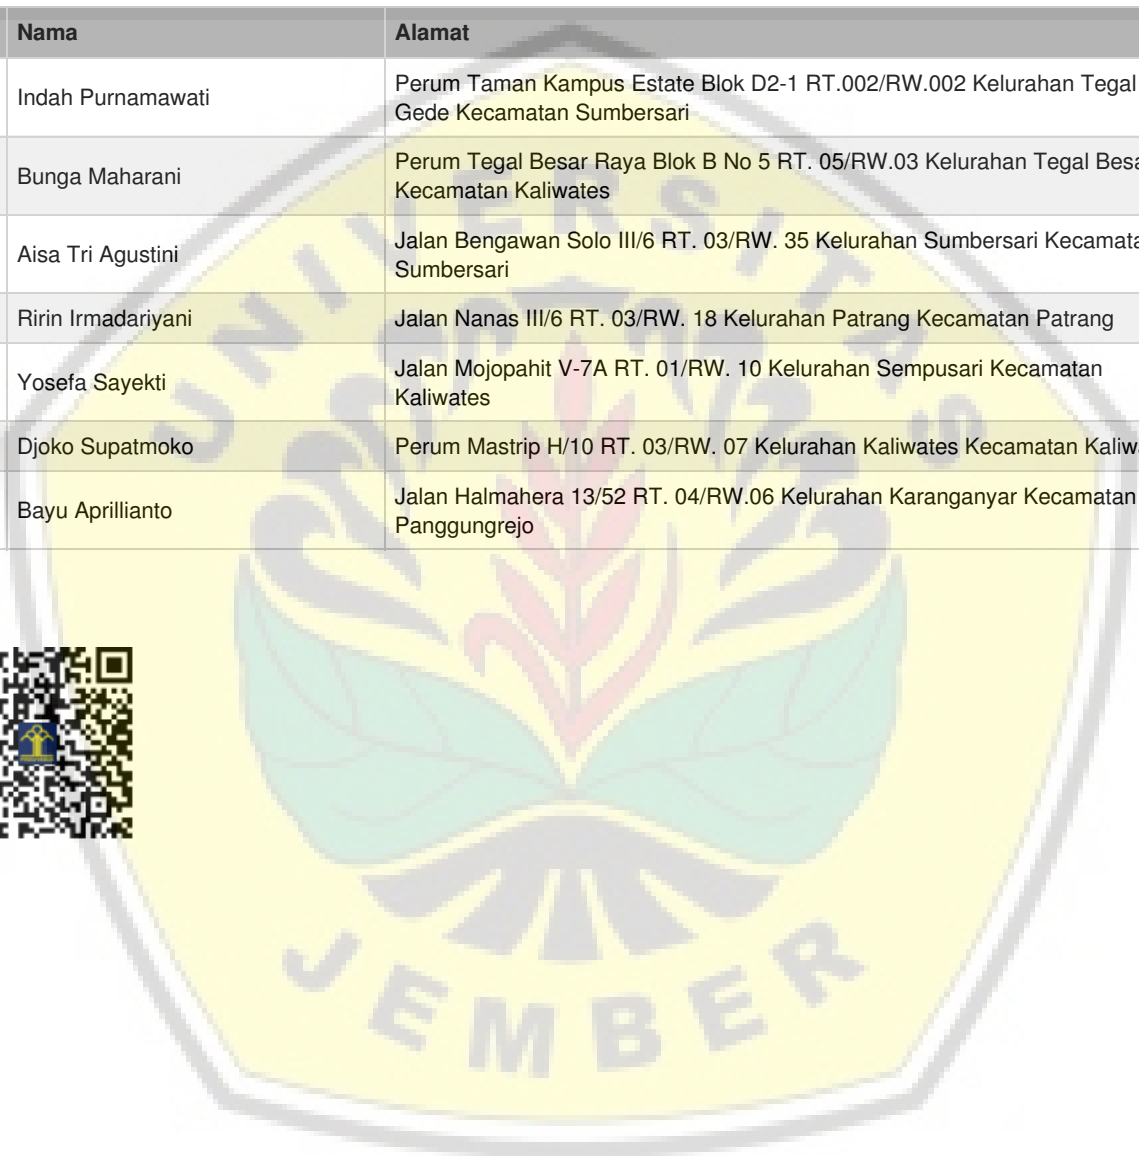 Nama Alamat
Indah Purnamawati Perum Taman Kampus Estate Blok D2-1 RT.002/RW.002 Kelurahan Tegal
Gede Kecamatan Sumbersari
Bunga Maharani Perum Tegal Besar Raya Blok B No 5 RT. 05/RW.03 Kelurahan Tegal Besa
Kecamatan Kaliwates
Aisa Tri Agustini Jalan Bengawan Solo III/6 RT. 03/RW. 35 Kelurahan Sumbersari Kecamata
Sumbersari
Ririn Irmadariyani Jalan Nanas III/6 RT. 03/RW. 18 Kelurahan Patrang Kecamatan Patrang
Yosefa Sayekti Jalan Mojopahit V-7A RT. 01/RW. 10 Kelurahan Sempusari Kecamatan
Kaliwates
Djoko Supatmoko Perum Mastrip H/10 RT. 03/RW. 07 Kelurahan Kaliwates Kecamatan Kaliwa
Bayu Aprillianto Jalan Halmahera 13/52 RT. 04/RW.06 Kelurahan Karanganyar Kecamatan
Panggungrejo
UNIVERSITAS
JEMBER